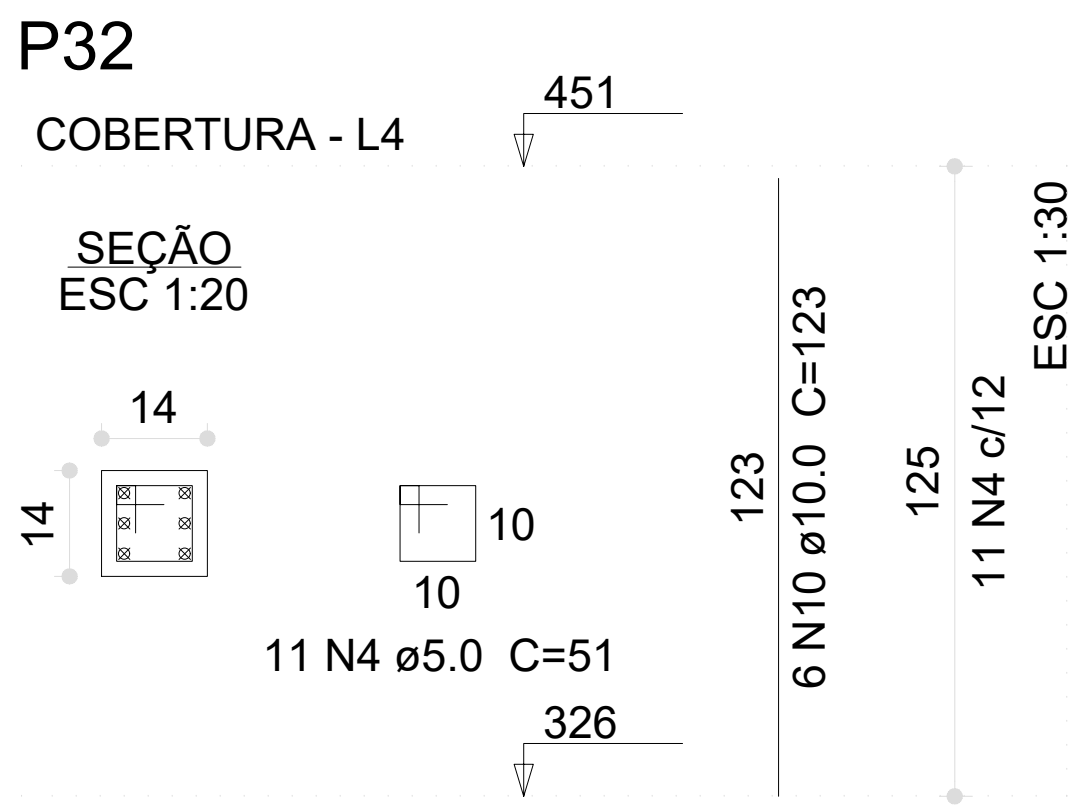 P32
COBERTURA - L4
451
SEÇÃO
ESC 1:20
14
14
10
10
11 N4 ø5.0  C=51
326
123
6 N10 ø10.0  C=123
125
11 N4 c/12
ESC 1:30